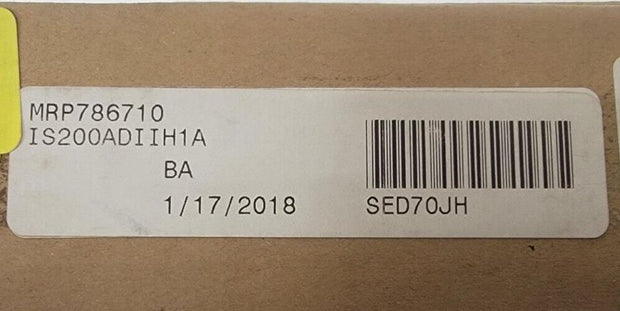 MRP786710
IS200ADIIH1A
BA
1/17/2018
SED70JH